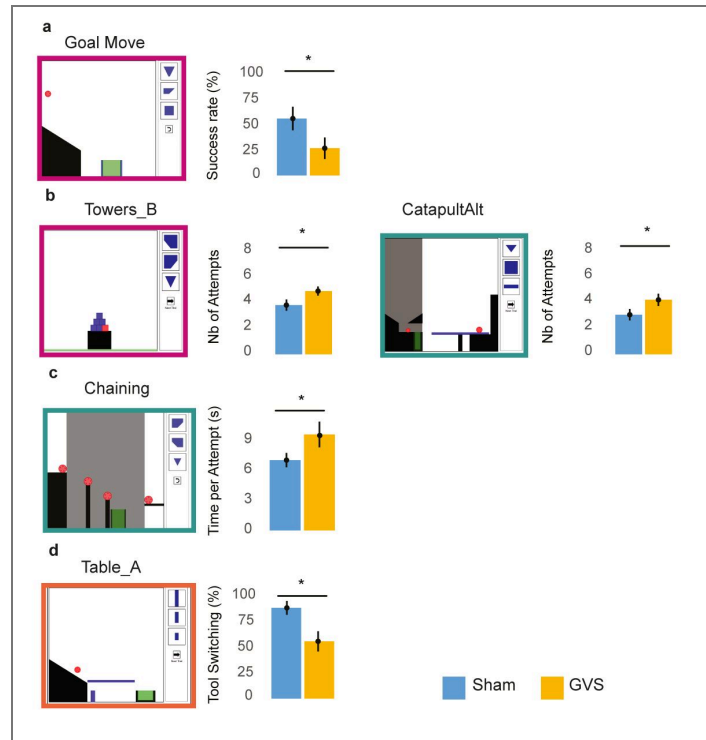 a
Goal Move
Success rate (%)
100
75
50
25
0
*
b
Towers_B
Nb of Attempts
8
6
4
2
0
*
CatapultAlt
Nb of Attempts
8
6
4
2
0
*
c
Chaining
Time per Attempt (s)
9
6
3
0
*
d
Table_A
Tool Switching (%)
100
75
50
25
0
*
Sham
GVS